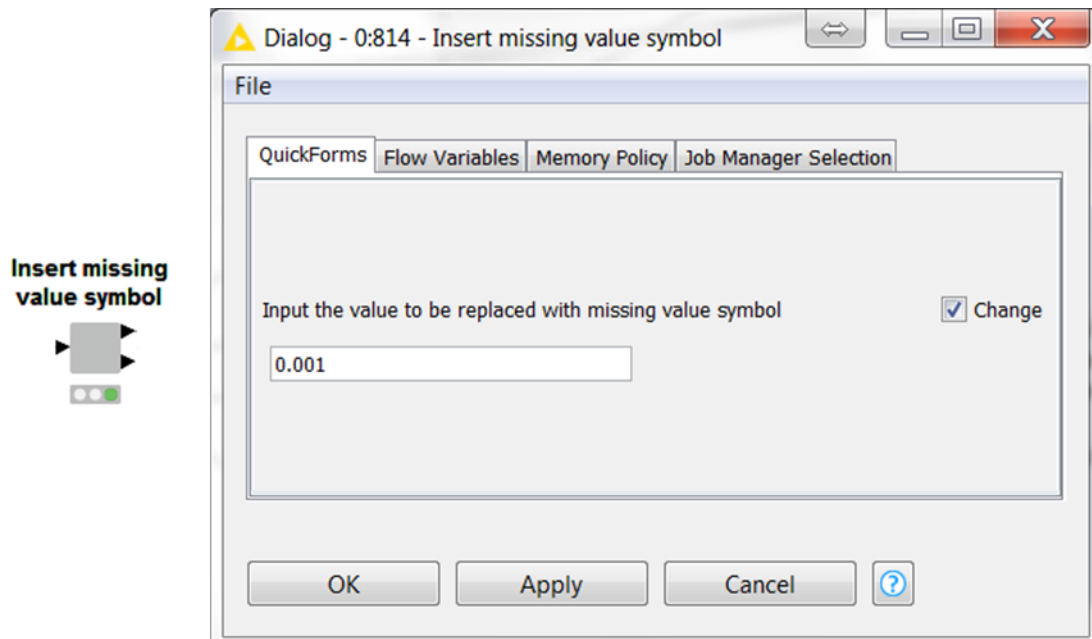 Dialog - 0:814 - Insert missing value symbol
File
QuickForms Flow Variables Memory Policy Job Manager Selection
Insert missing
value symbol
Input the value to be replaced with missing value symbol Change
0.001
OK Apply Cancel ?